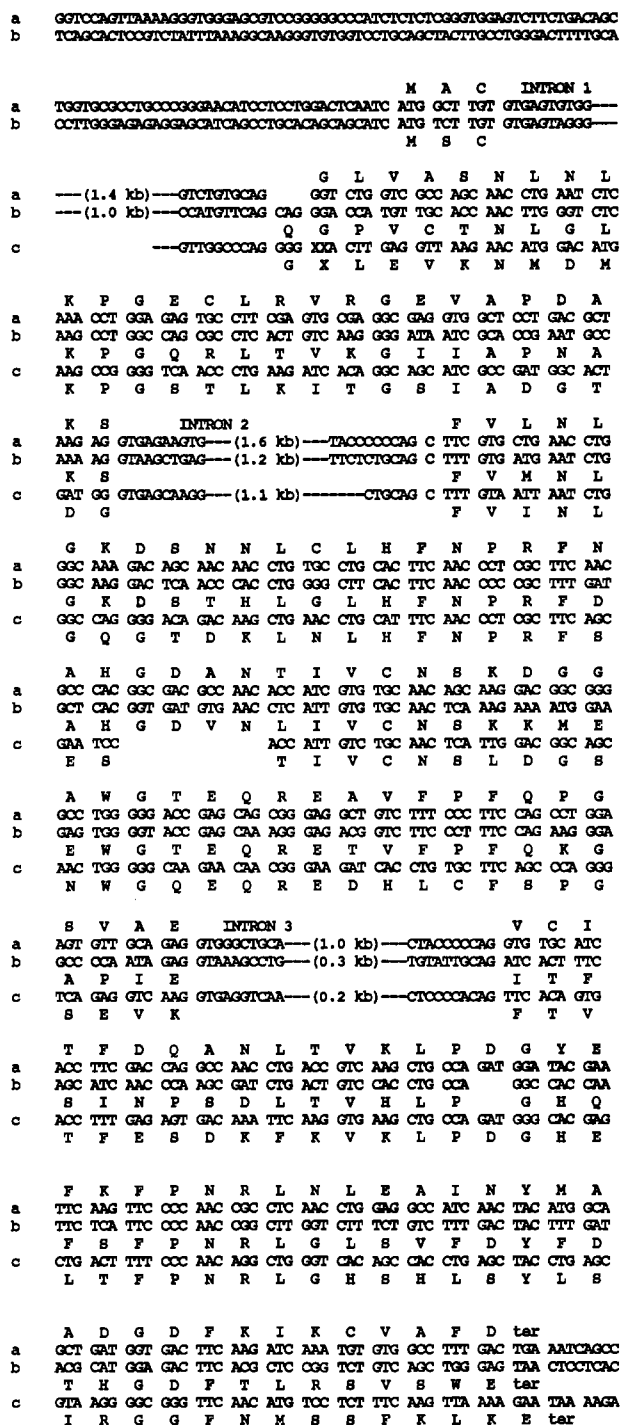 a GGGTCCAGTTAAAAGGGTGGGAGCGTCCGGGGGCCCATCTCTCTCGGGTGGAGTCTTCTGACAGC
b TCAGCACTCCGTCTATTTAAAGGCAAGGGTGTGGTCCTGCAGCTACTTGCCTGGGACTTTTGCA
M A C INTRON 1
a TGGTGCGCCTGCCCGGGAACATCCTCCTGGACTCAATC ATG GCT TGT GTGAGTGTGG---
b CCTTGGGAGAGAGGAGCATCAGCCTGCACAGCAGCATC ATG TCT TGT GTGAGTAGGG---
M S C
G L V A S N L N L
a ---(1.4 kb)---GTCTGTGCAG GGT CTG GTC GCC AGC AAC CTG AAT CTC
b ---(1.0 kb)---CCATGTTCAG CAG GGA CCA TGT TGC ACC AAC TTG GGT CTC
Q G P V C T N L G L
c ---GTTGGCCCAG GGG XXA CTT GAG GTT AAG AAC ATG GAC ATG
G X L E V K N M D M
K P G E C L R V R G E V A P D A
a AAA CCT GGA GAG TGC CTT CGA GTG CGA GGC GAG GTG GCT CCT GAC GCT
b AAG CCT GGC CAG CGC CTC ACT GTC AAG GGG ATA ATC GCA CCG AAT GCC
K P G Q R L T V K G I I A P N A
c AAG CCG GGG TCA ACC CTG AAG ATC ACA GGC AGC ATC GCC GAT GGC ACT
K P G S T L K I T G S I A D G T
K S INTRON 2 F V L N L
a AAG AG GTGAGAAGTG---(1.6 kb)---TACCCCCCAG C TTC GTG CTG AAC CTG
b AAA AG GTAAGCTGAG---(1.2 kb)---TTCTCTGCAG C TTT GTG ATG AAT CTG
K S F V M N L
c GAT GG GTGAGCAAGG---(1.1 kb)-------CTGCAG C TTT GTA ATT AAT CTG
D G F V I N L
G K D S N N L C L H F N P R F N
a GGC AAA GAC AGC AAC AAC CTG TGC CTG CAC TTC AAC CCT CGC TTC AAC
b GGC AAG GAC TCA ACC CAC CTG GGG CTT CAC TTC AAC CCC CGC TTT GAT
G K D S T H L G L H F N P R F D
c GGC CAG GGG ACA GAC AAG CTG AAC CTG CAT TTC AAC CCT CGC TTC AGC
G Q G T D K L N L H F N P R F S
A H G D A N T I V C N S K D G G
a GCC CAC GGC GAC GCC AAC ACC ATC GTG TGC AAC AGC AAG GAC GGC GGG
b GCT CAC GGT GAT GTG AAC CTC ATT GTG TGC AAC TCA AAG AAA ATG GAA
A H G D V N L I V C N S K K M E
c GAA TCC ACC ATT GTC TGC AAC TCA TTG GAC GGC AGC
E S T I V C N S L D G S
A W G T E Q R E A V F P F Q P G
a GCC TGG GGG ACC GAG CAG CGG GAG GCT GTC TTT CCC TTC CAG CCT GGA
b GAG TGG GGT ACC GAG CAA AGG GAG ACG GTC TTC CCT TTC CAG AAG GGA
E W G T E Q R E T V F P F Q K G
c AAC TGG GGG CAA GAA CAA CGG GAA GAT CAC CTG TGC TTC AGC CCA GGG
N W G Q E Q R E D H L C F S P G
S V A E INTRON 3 V C I
a AGT GTT GCA GAG GTGGGCTGCA---(1.0 kb)---CTACCCCCAG GTG TGC ATC
b GCC CCA ATA GAG GTAAAGCCTG---(0.3 kb)---TGTATTGCAG ATC ACT TTC
A P I E I T F
c TCA GAG GTC AAG GTGAGGTCAA---(0.2 kb)---CTCCCCACAG TTC ACA GTG
S E V K F T V
T F D Q A N L T V K L P D G Y E
a ACC TTC GAC CAG GCC AAC CTG ACC GTC AAG CTG CCA GAT GGA TAC GAA
b AGC ATC AAC CCA AGC GAT CTG ACT GTC CAC CTG CCA GGC CAC CAA
S I N P S D L T V H L P G H Q
c ACC TTT GAG AGT GAC AAA TTC AAG GTG AAG CTG CCA GAT GGG CAC GAG
T F E S D K F K V K L P D G H E
F K F P N R L N L E A I N Y M A
a TTC AAG TTC CCC AAC CGC CTC AAC CTG GAG GCC ATC AAC TAC ATG GCA
b TTC TCA TTC CCC AAC CGG CTT GGT CTT TCT GTC TTT GAC TAC TTT GAT
F S F P N R L G L S V F D Y F D
c CTG ACT TTT CCC AAC AGG CTG GGT CAC AGC CAC CTG AGC TAC CTG AGC
L T F P N R L G H S H L S Y L S
A D G D F K I K C V A F D ter
a GCT GAT GGT GAC TTC AAG ATC AAA TGT GTG GCC TTT GAC TGA AATCAGCC
b ACG CAT GGA GAC TTC ACG CTC CGG TCT GTC AGC TGG GAG TAA CTCCTCAC
T H G D F T L R S V S W E ter
c GTA AGG GGC GGG TTC AAC ATG TCC TCT TTC AAG TTA AAA GAA TAA AAAGA
I R G G F N M S S F K L K E ter